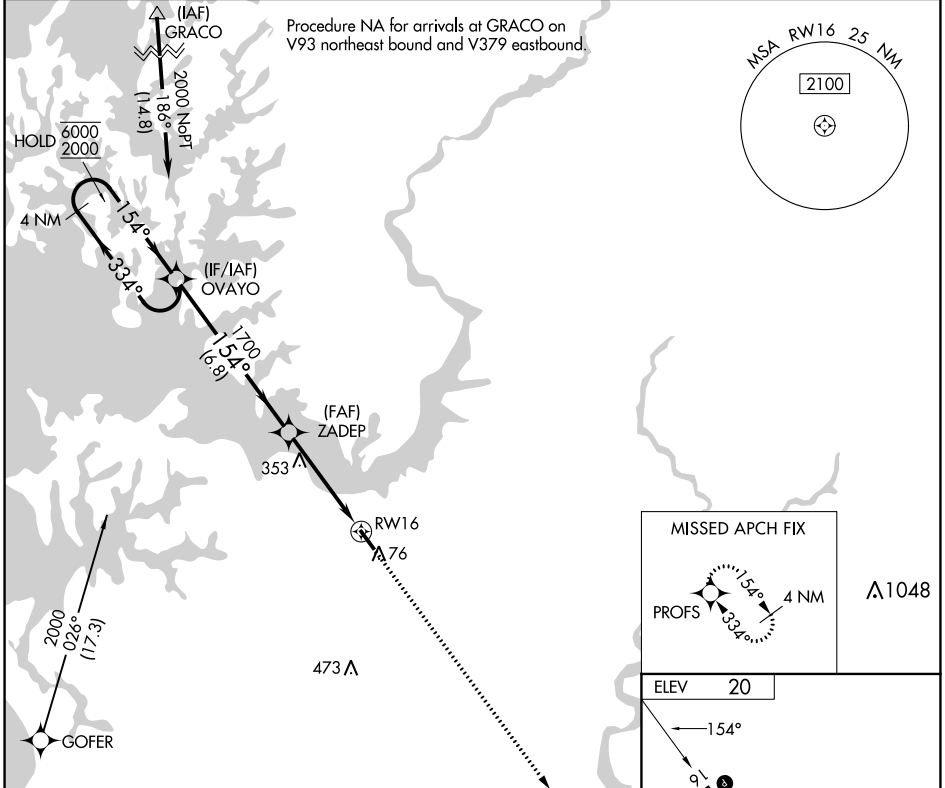 (IAF)
GRACO
Procedure NA for arrivals at GRACO on
V93 northeast bound and V379 eastbound.
MSA RW16 25 NM
2100
2000 NoPT
186°
(14.8)
HOLD 6000
2000
4 NM
154°
334°
(IF/IAF)
OVAYO
1700
154°
(6.8)
(FAF)
ZADEP
353
RW16
76
473
2000
026°
(17.3)
GOFER
MISSED APCH FIX
154°
4 NM
PROFS
334°
1048
ELEV 20
154°
16
P